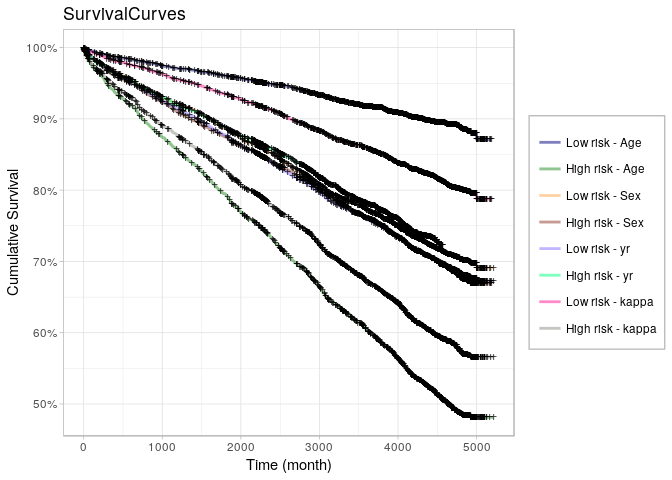 SurvivalCurves
100%
90%
80%
70%
60%
50%
Cumulative Survival
0 1000 2000 3000 4000 5000
Time (month)
Low risk - Age
High risk - Age
Low risk - Sex
High risk - Sex
Low risk - yr
High risk - yr
Low risk - kappa
High risk - kappa